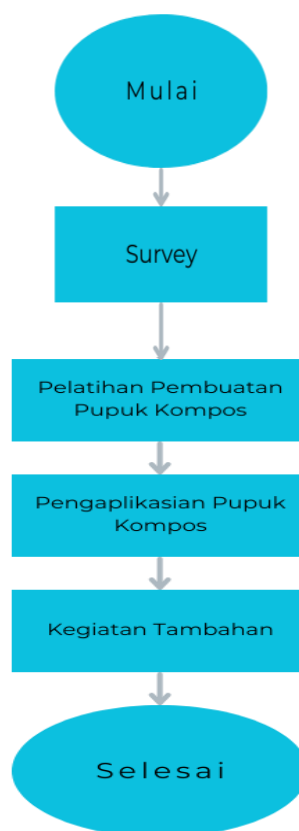 Mulai
Survey
Pelatihan Pembuatan
Pupuk Kompos
Pengaplikasian Pupuk
Kompos
Kegiatan Tambahan
Selesai